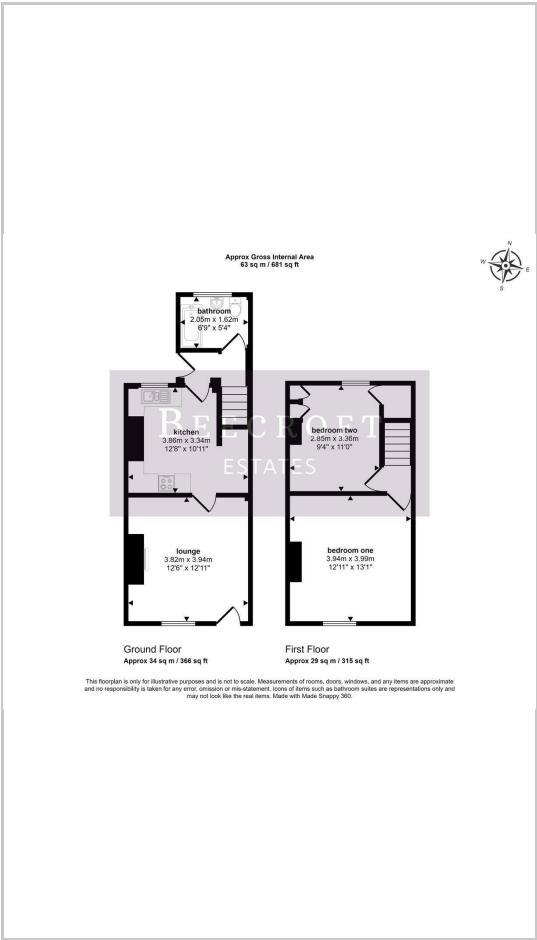 Approx Gross Internal Area
63 sq m / 681 sq ft
N
W
E
S
bathroom
2.05m x 1.62m
6'9" x 5'4"
BEECROFT
ESTATES
kitchen
3.86m x 3.34m
12'8" x 10'11"
bedroom two
2.85m x 3.36m
9'4" x 11'0"
lounge
3.82m x 3.94m
12'6" x 12'11"
bedroom one
3.94m x 3.99m
12'11" x 13'1"
Ground Floor
Approx 34 sq m / 366 sq ft
First Floor
Approx 29 sq m / 315 sq ft
This floorplan is only for illustrative purposes and is not to scale. Measurements of rooms, doors, windows, and any items are approximate
and no responsibility is taken for any error, omission or mis-statement. Icons of items such as bathroom suites are representations only and
may not look like the real items. Made with Made Snappy 360.